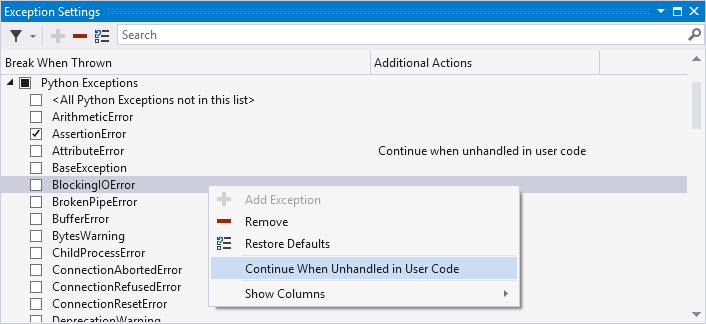 Exception Settings
Search
Break When Thrown Additional Actions
Python Exceptions
<All Python Exceptions not in this list>
ArithmeticError
AssertionError
AttributeError Continue when unhandled in user code
BaseException
BlockingIOError
BrokenPipeError Add Exception
BufferError Remove
BytesWarning Restore Defaults
ChildProcessError
ConnectionAbortedError Continue When Unhandled in User Code
ConnectionRefusedError Show Columns
ConnectionResetError
DeprecationWarning